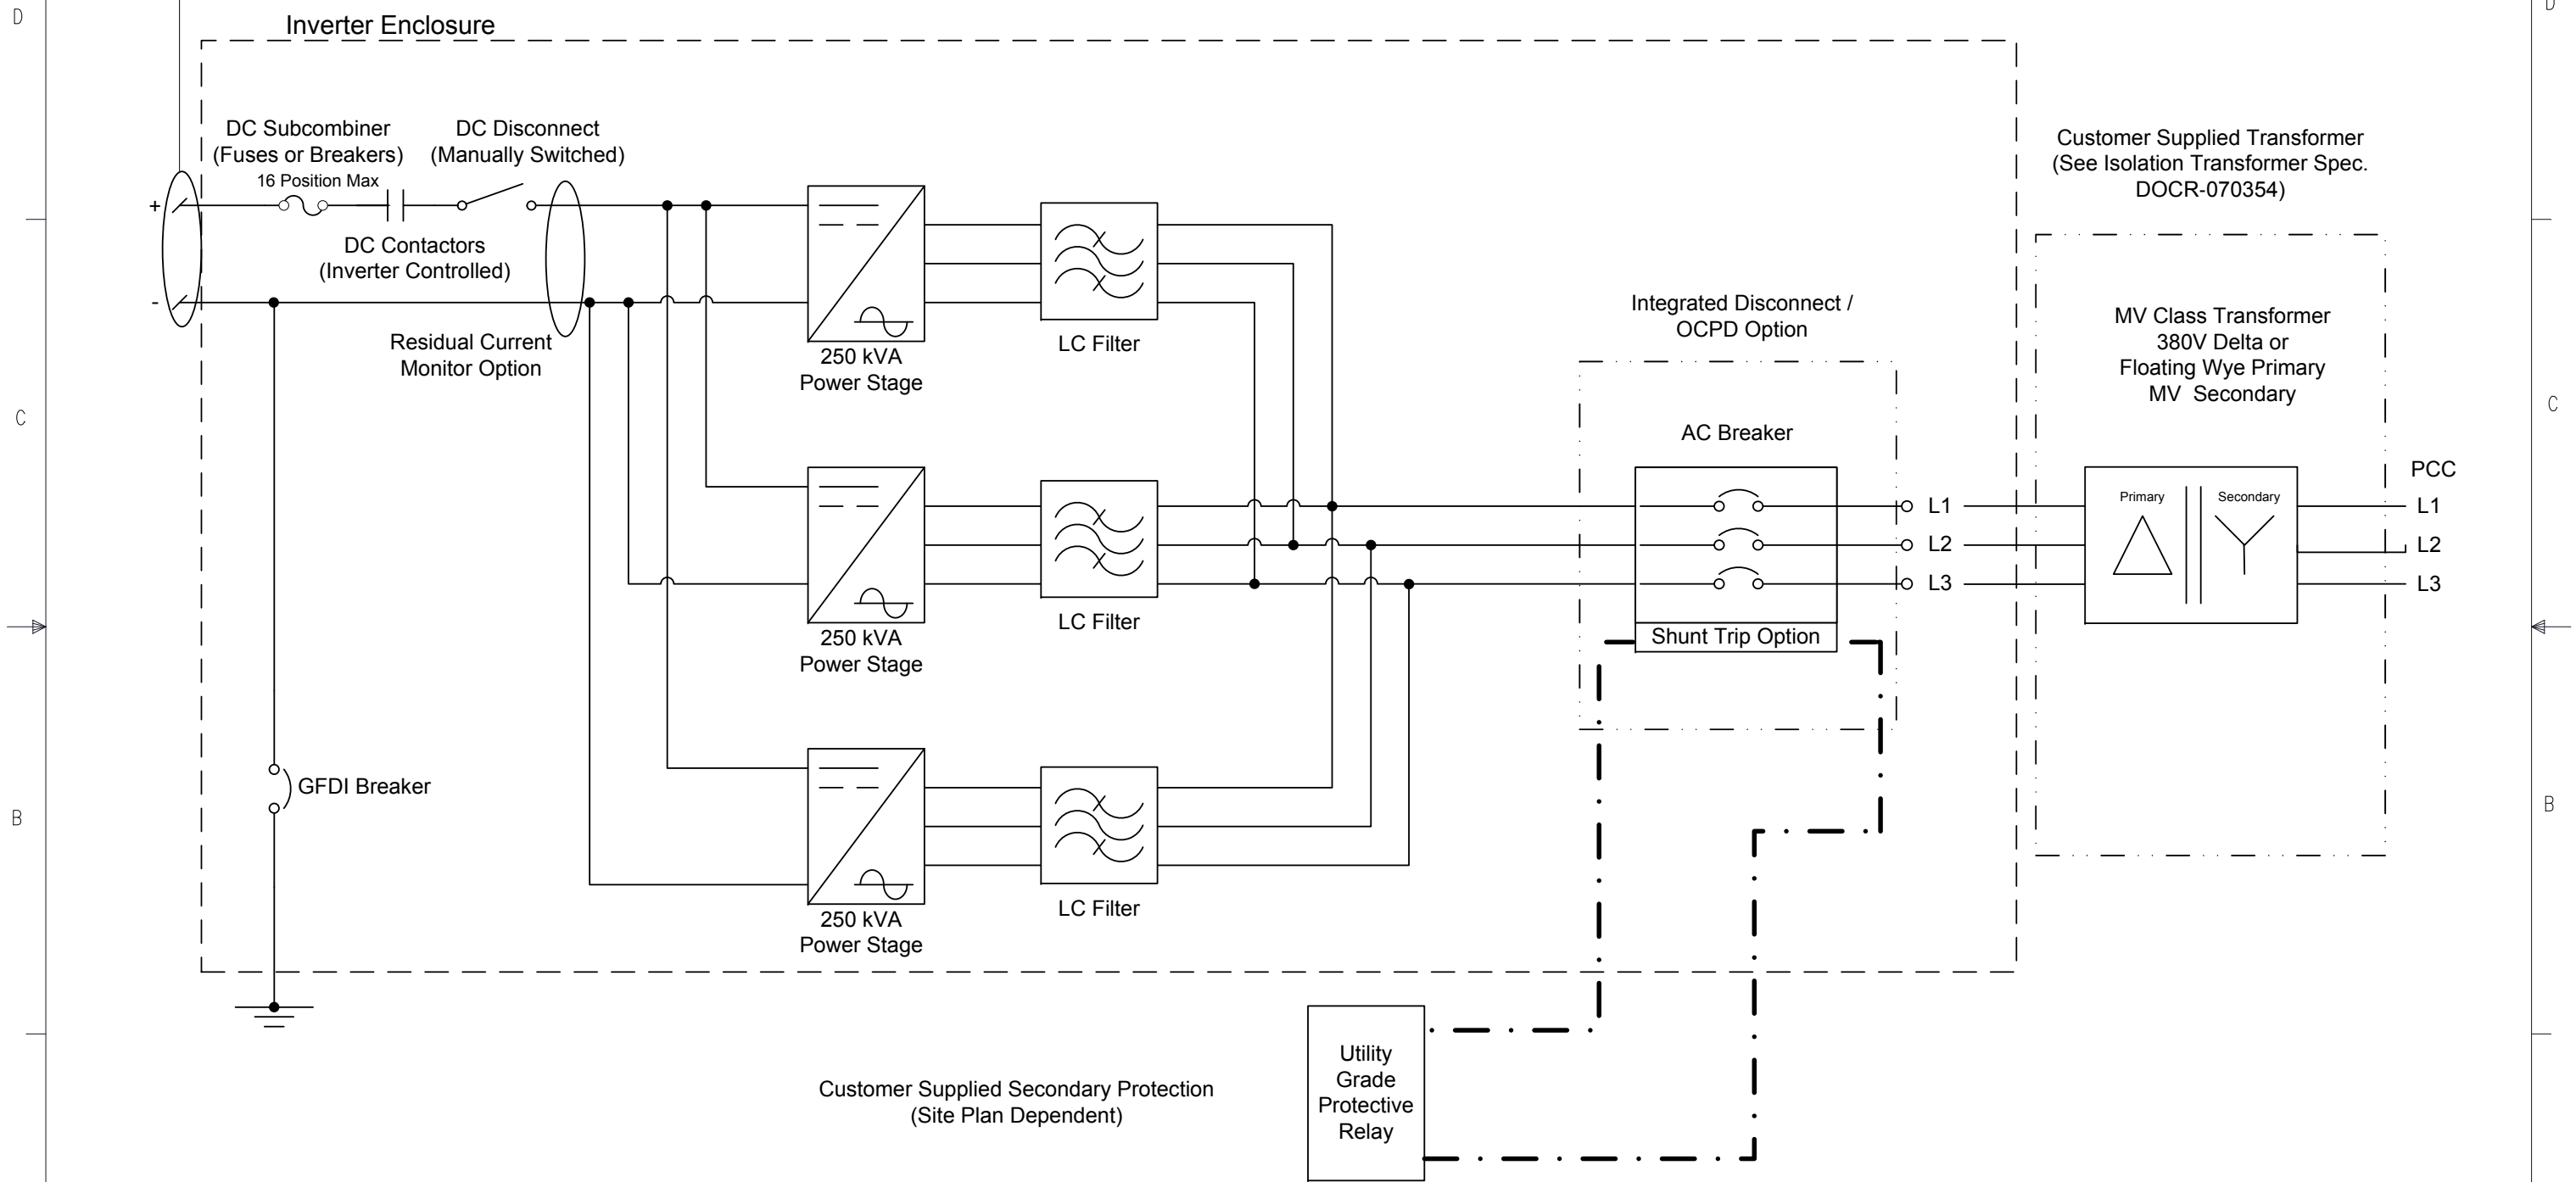 D
D
Inverter Enclosure
DC Subcombiner
(Fuses or Breakers)
16 Position Max
DC Disconnect
(Manually Switched)
Customer Supplied Transformer
(See Isolation Transformer Spec.
DOCR-070354)
+
-
DC Contactors
(Inverter Controlled)
Residual Current
Monitor Option
250 kVA
Power Stage
LC Filter
Integrated Disconnect /
OCPD Option
MV Class Transformer
380V Delta or
Floating Wye Primary
MV Secondary
C
C
AC Breaker
PCC
Primary
Secondary
L1
L1
L2
L2
L3
L3
250 kVA
Power Stage
LC Filter
Shunt Trip Option
GFDI Breaker
B
B
250 kVA
Power Stage
LC Filter
Customer Supplied Secondary Protection
(Site Plan Dependent)
Utility
Grade
Protective
Relay